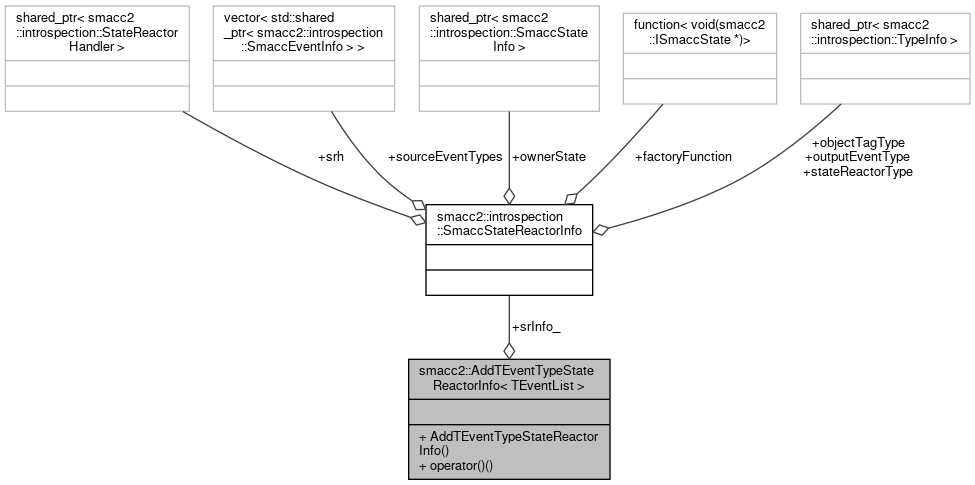 shared_ptr< smacc2
::introspection::StateReactor
Handler >
vector< std::shared
_ptr< smacc2::introspection
::SmaccEventInfo > >
shared_ptr< smacc2
::introspection::SmaccState
Info >
function< void(smacc2
::ISmaccState *)>
shared_ptr< smacc2
::introspection::TypeInfo >
+srh
+sourceEventTypes
+ownerState
+factoryFunction
+objectTagType
+outputEventType
+stateReactorType
smacc2::introspection
::SmaccStateReactorInfo
+srInfo_
smacc2::AddTEventTypeState
ReactorInfo< TEventList >
+ AddTEventTypeStateReactor
Info()
+ operator()()